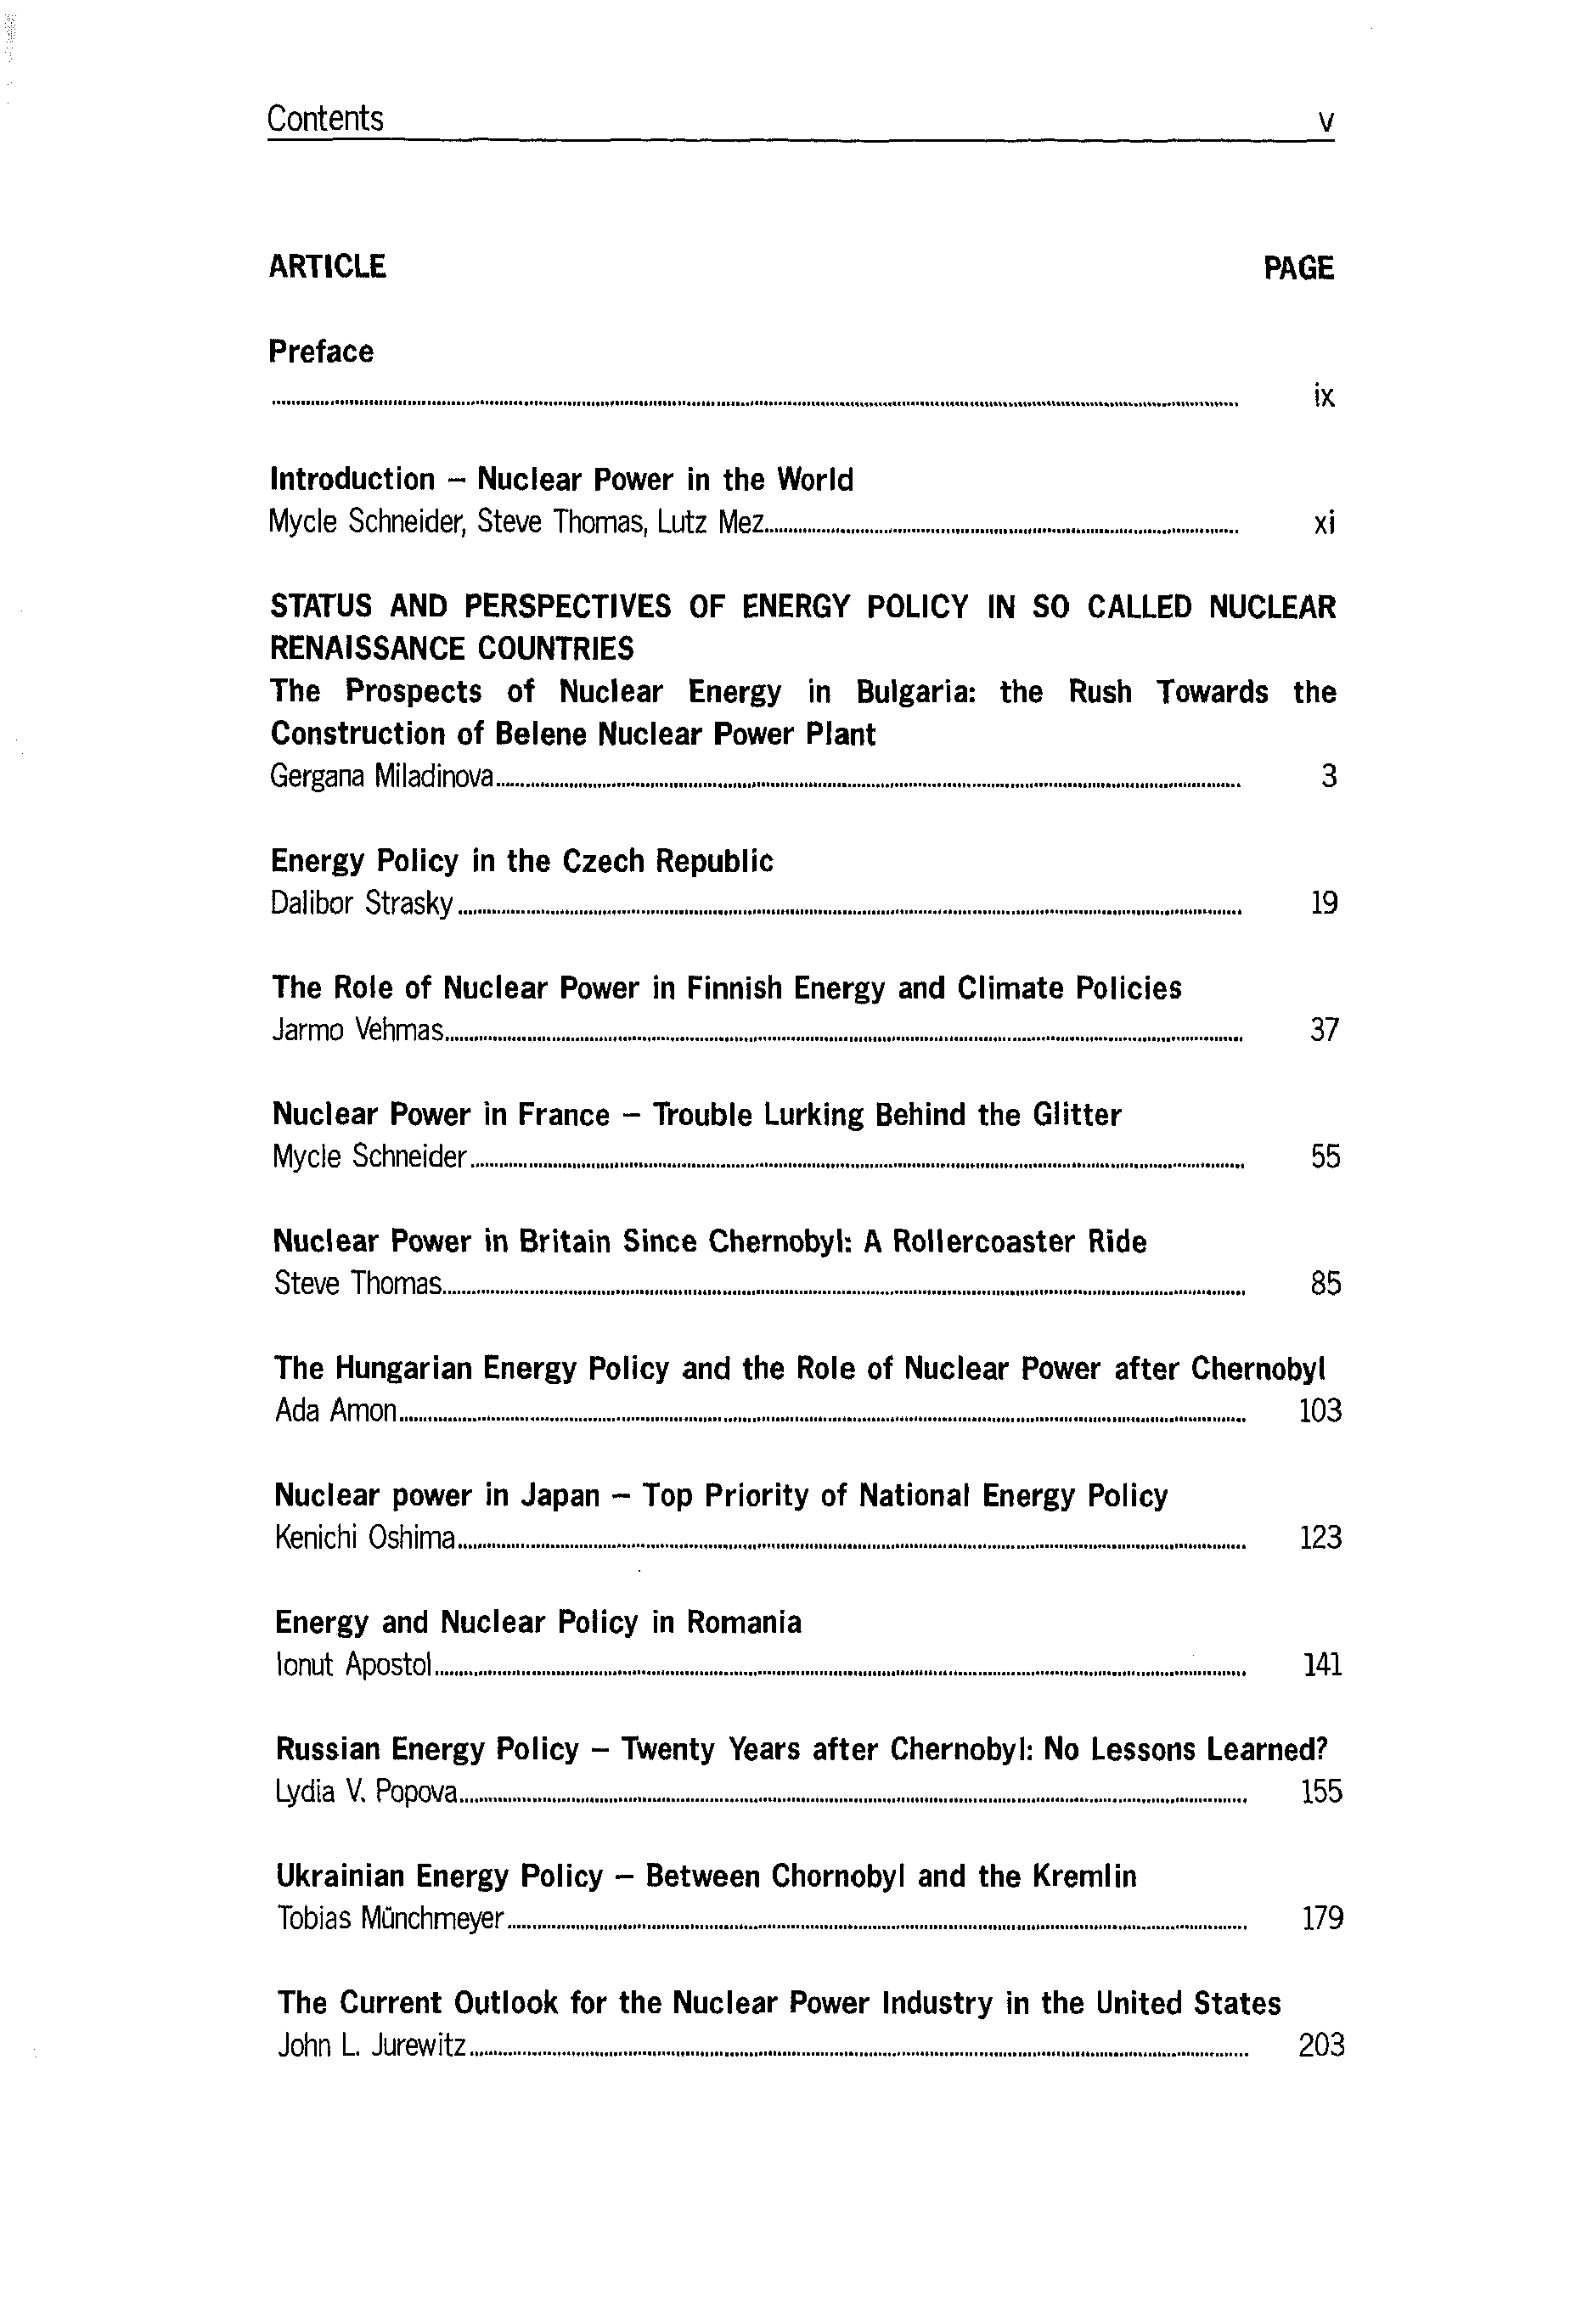 Contents v
ARTICLE PAGE
Preface
ix
Introduction – Nuclear Power in the World
Mycle Schneider, Steve Thomas, Lutz Mez xi
STATUS AND PERSPECTIVES OF ENERGY POLICY IN SO CALLED NUCLEAR
RENAISSANCE COUNTRIES
The Prospects of Nuclear Energy in Bulgaria: the Rush Towards the
Construction of Belene Nuclear Power Plant
Gergana Miladinova 3
Energy Policy in the Czech Republic
Dalibor Strasky 19
The Role of Nuclear Power in Finnish Energy and Climate Policies
Jarmo Vehmas 37
Nuclear Power in France – Trouble Lurking Behind the Glitter
Mycle Schneider 55
Nuclear Power in Britain Since Chernobyl: A Rollercoaster Ride
Steve Thomas 85
The Hungarian Energy Policy and the Role of Nuclear Power after Chernobyl
Ada Amon 103
Nuclear power in Japan – Top Priority of National Energy Policy
Kenichi Oshima 123
Energy and Nuclear Policy in Romania
Ionut Apostol 141
Russian Energy Policy – Twenty Years after Chernobyl: No Lessons Learned?
Lydia V. Popova 155
Ukrainian Energy Policy – Between Chornobyl and the Kremlin
Tobias Münchmeyer 179
The Current Outlook for the Nuclear Power Industry in the United States
John L. Jurewitz 203